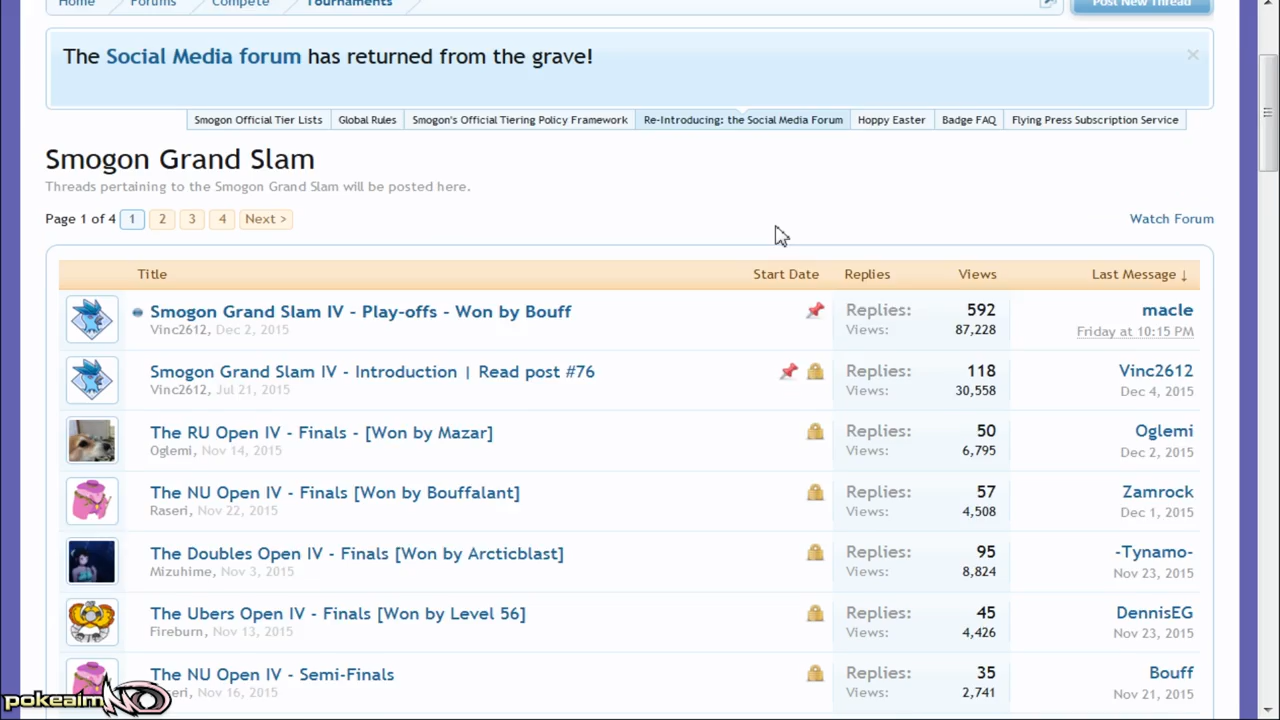 Home Forums Compete Tournaments Post New Thread
The Social Media forum has returned from the grave!
Smogon Official Tier Lists Global Rules Smogon's Official Tiering Policy Framework Re-Introducing: the Social Media Forum Hoppy Easter Badge FAQ Flying Press Subscription Service
Smogon Grand Slam
Threads pertaining to the Smogon Grand Slam will be posted here.
Page 1 of 4 1 2 3 4 Next > Watch Forum
Title Start Date Replies Views Last Message ↓
Smogon Grand Slam IV - Play-offs - Won by Bouff Replies: 592 macle
Vinc2612, Dec 2, 2015 Views: 87,228 Friday at 10:15 PM
Smogon Grand Slam IV - Introduction | Read post #76 Replies: 118 Vinc2612
Vinc2612, Jul 21, 2015 Views: 30,558 Dec 4, 2015
The RU Open IV - Finals - [Won by Mazar] Replies: 50 Oglemi
Oglemi, Nov 14, 2015 Views: 6,795 Dec 2, 2015
The NU Open IV - Finals [Won by Bouffalant] Replies: 57 Zamrock
Raseri, Nov 22, 2015 Views: 4,508 Dec 1, 2015
The Doubles Open IV - Finals [Won by Arcticblast] Replies: 95 -Tynamo-
Mizuhime, Nov 3, 2015 Views: 8,824 Nov 23, 2015
The Ubers Open IV - Finals [Won by Level 56] Replies: 45 DennisEG
Fireburn, Nov 13, 2015 Views: 4,426 Nov 23, 2015
The NU Open IV - Semi-Finals Replies: 35 Bouff
seri, Nov 16, 2015 Views: 2,741 Nov 21, 2015
pokeaimMD